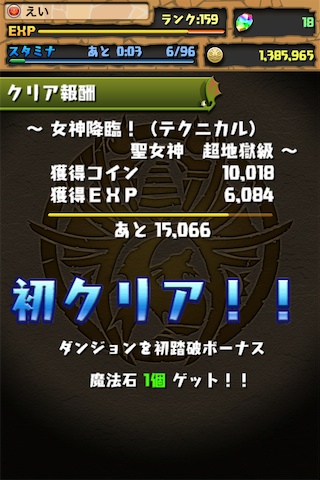 えい
ランク:159
18
EXP
スタミナ あと 0:03 6/96
1,385,965
クリア報酬
〜 女神降臨！（テクニカル）
聖女神 超地獄級 〜
獲得コイン 10,018
獲得EXP 6,084
あと 15,066
初クリア！！
ダンジョンを初踏破ボーナス
魔法石 1個 ゲット！！